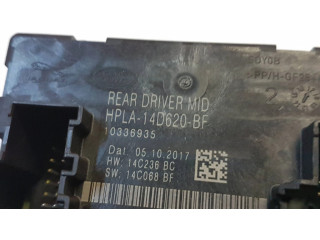 REAR DRIVER MID
HPLA-14D620-BF
10336935
Dat. 05.10.2017
HW: 14C236 BC
SW: 14C068 BF